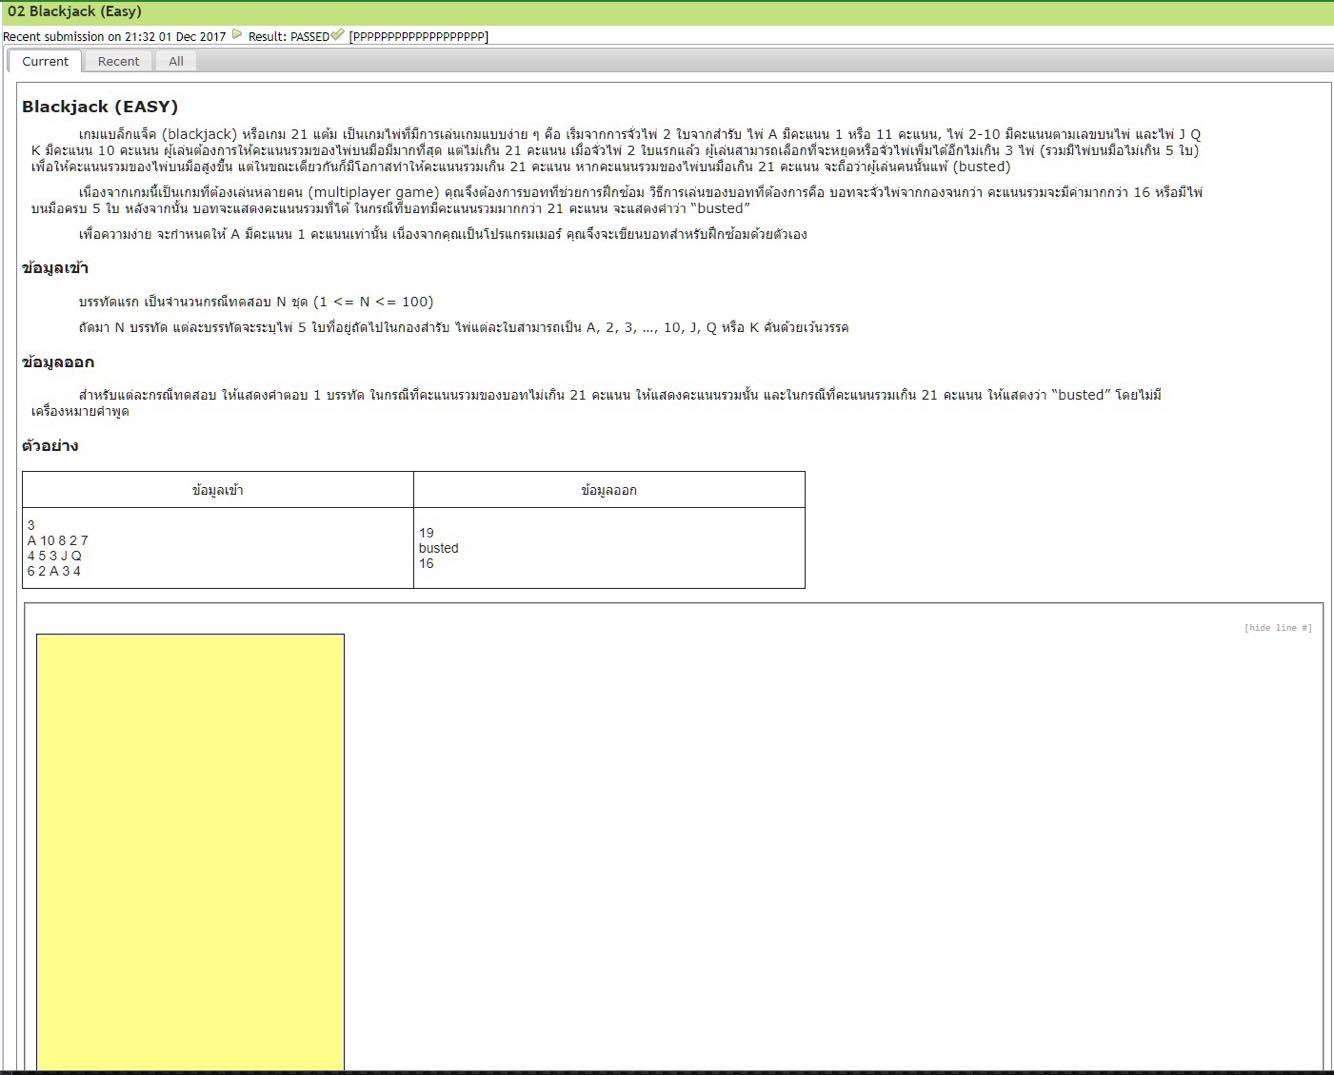 02 Blackjack (Easy)
Recent submission on 21:32 01 Dec 2017 Result: PASSED [PPPPPPPPPPPPPPPPPPP]
Current Recent All
Blackjack (EASY)
เกมแบล็กแจ็ค (blackjack) หรือเกม 21 แต้ม เป็นเกมไพ่ที่มีการเล่นเกมแบบง่าย ๆ คือ เริ่มจากการจั่วไพ่ 2 ใบจากสำรับ ไพ่ A มีคะแนน 1 หรือ 11 คะแนน, ไพ่ 2-10 มีคะแนนตามเลขบนไพ่ และไพ่ J Q
K มีคะแนน 10 คะแนน ผู้เล่นต้องการให้คะแนนรวมของไพ่บนมือมีมากที่สุด แต่ไม่เกิน 21 คะแนน เมื่อจั่วไพ่ 2 ใบแรกแล้ว ผู้เล่นสามารถเลือกที่จะหยุดหรือจั่วไพ่เพิ่มได้อีกไม่เกิน 3 ไพ่ (รวมมีไพ่บนมือไม่เกิน 5 ใบ)
เพื่อให้คะแนนรวมของไพ่บนมือสูงขึ้น แต่ในขณะเดียวกันก็มีโอกาสทำให้คะแนนรวมเกิน 21 คะแนน หากคะแนนรวมของไพ่บนมือเกิน 21 คะแนน จะถือว่าผู้เล่นคนนั้นแพ้ (busted)
เนื่องจากเกมนี้เป็นเกมที่ต้องเล่นหลายคน (multiplayer game) คุณจึงต้องการบอทที่ช่วยการฝึกซ้อม วิธีการเล่นของบอทที่ต้องการคือ บอทจะจั่วไพ่จากกองจนกว่า คะแนนรวมจะมีค่ามากกว่า 16 หรือมีไพ่
บนมือครบ 5 ใบ หลังจากนั้น บอทจะแสดงคะแนนรวมที่ได้ ในกรณีที่บอทมีคะแนนรวมมากกว่า 21 คะแนน จะแสดงคำว่า “busted”
เพื่อความง่าย จะกำหนดให้ A มีคะแนน 1 คะแนนเท่านั้น เนื่องจากคุณเป็นโปรแกรมเมอร์ คุณจึงจะเขียนบอทสำหรับฝึกซ้อมด้วยตัวเอง
ข้อมูลเข้า
บรรทัดแรก เป็นจำนวนกรณีทดสอบ N ชุด (1 <= N <= 100)
ถัดมา N บรรทัด แต่ละบรรทัดจะระบุไพ่ 5 ใบที่อยู่ถัดไปในกองสำรับ ไพ่แต่ละใบสามารถเป็น A, 2, 3, ..., 10, J, Q หรือ K คั่นด้วยเว้นวรรค
ข้อมูลออก
สำหรับแต่ละกรณีทดสอบ ให้แสดงคำตอบ 1 บรรทัด ในกรณีที่คะแนนรวมของบอทไม่เกิน 21 คะแนน ให้แสดงคะแนนรวมนั้น และในกรณีที่คะแนนรวมเกิน 21 คะแนน ให้แสดงว่า “busted” โดยไม่มี
เครื่องหมายคำพูด
ตัวอย่าง
ข้อมูลเข้า ข้อมูลออก
3
A 10 8 2 7
4 5 3 J Q
6 2 A 3 4
19
busted
16
[hide line #]